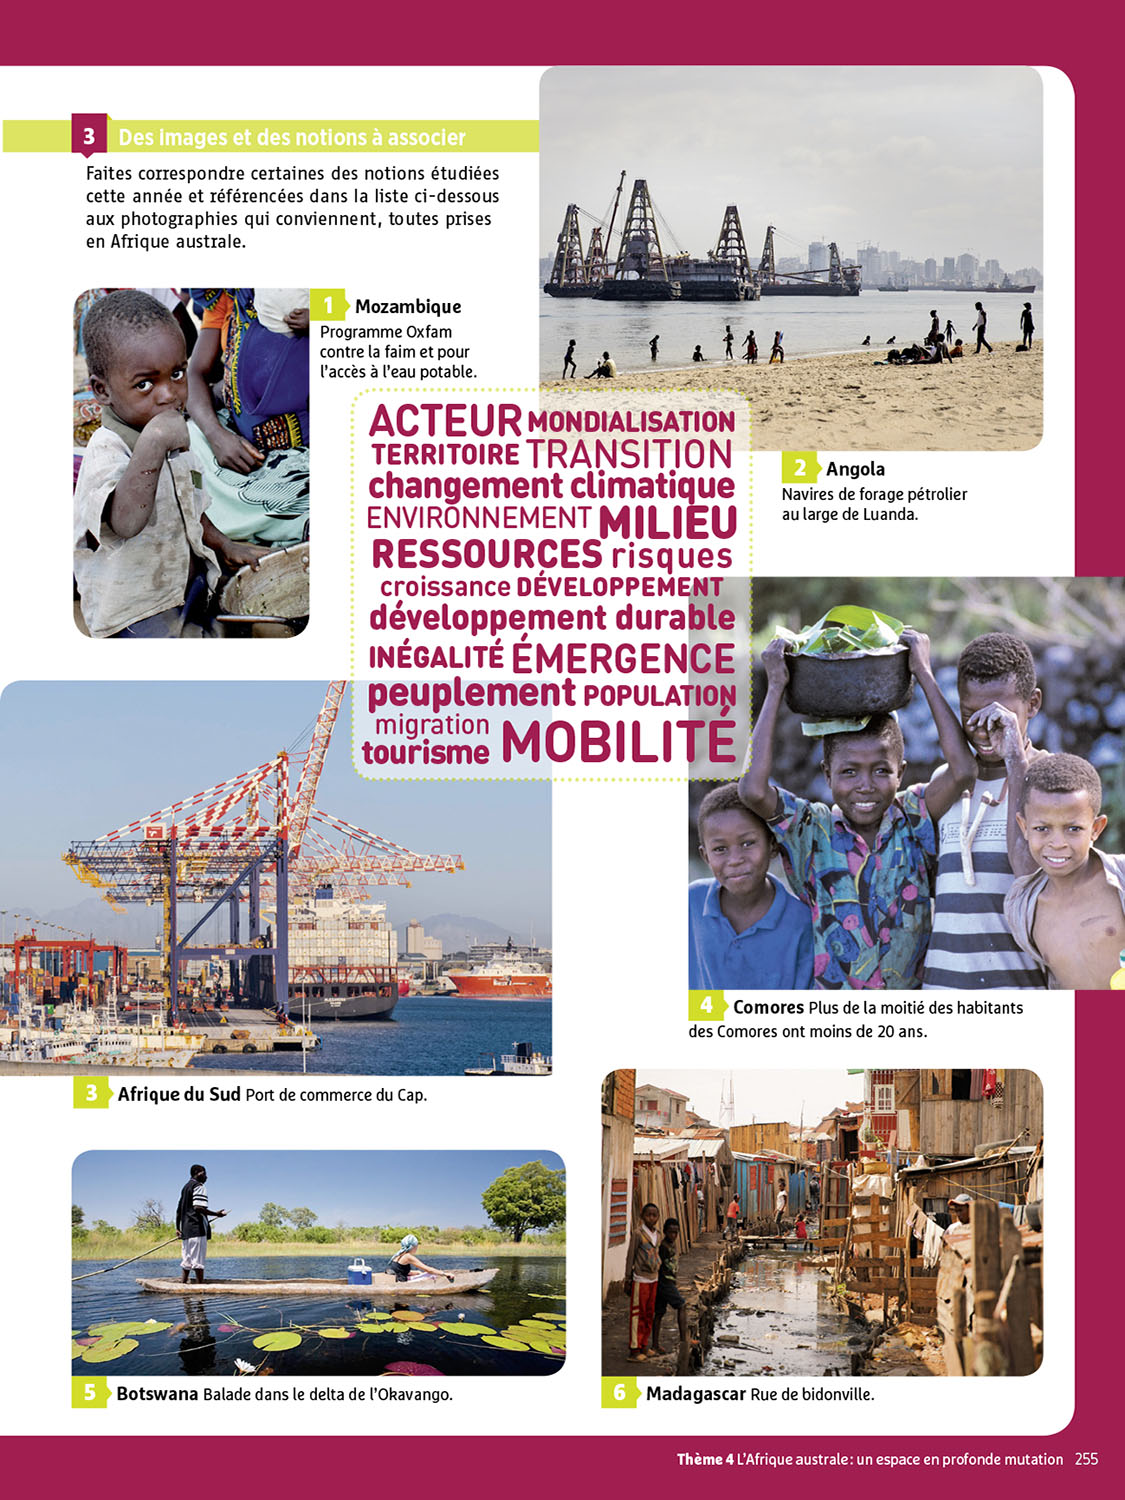 3 Des images et des notions à associer
Faites correspondre certaines des notions étudiées
cette année et référencées dans la liste ci-dessous
aux photographies qui conviennent, toutes prises
en Afrique australe.
1 Mozambique
Programme Oxfam
contre la faim et pour
l'accès à l'eau potable.
2 Angola
Navires de forage pétrolier
au large de Luanda.
ACTEUR MONDIALISATION
TERRITOIRE TRANSITION
changement climatique
ENVIRONNEMENT MILIEU
RESSOURCES risques
croissance DÉVELOPPEMENT
développement durable
INÉGALITÉ ÉMERGENCE
peuplement POPULATION
migration
tourisme MOBILITÉ
3 Afrique du Sud Port de commerce du Cap.
4 Comores Plus de la moitié des habitants
des Comores ont moins de 20 ans.
5 Botswana Balade dans le delta de l'Okavango.
6 Madagascar Rue de bidonville.
Thème 4 L'Afrique australe : un espace en profonde mutation 255